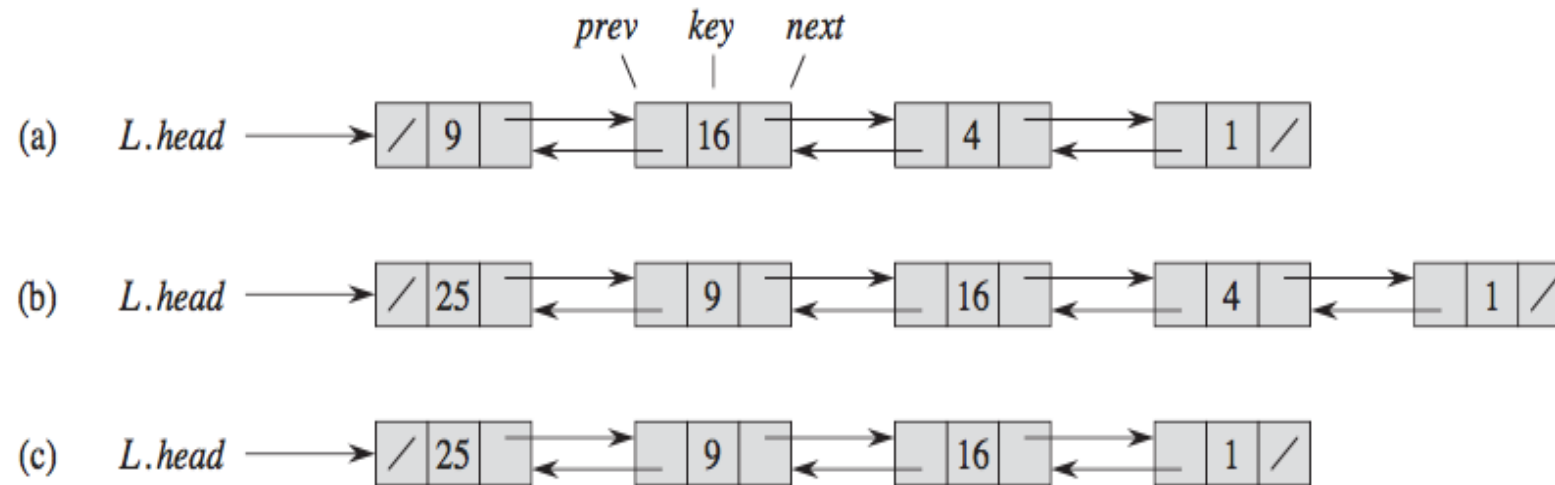 prev key next
(a) L.head / 9 16 4 1 /
(b) L.head / 25 9 16 4 1 /
(c) L.head / 25 9 16 1 /